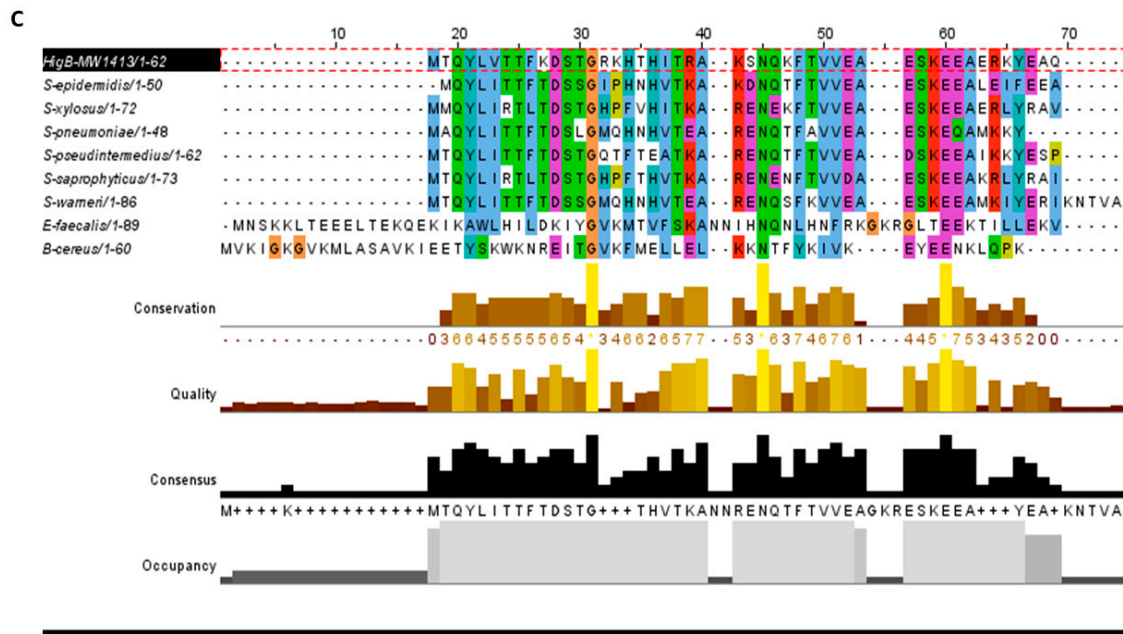 C
10 20 30 40 50 60 70
HigB-MW1413/1-62 - - - - - - - - - - - - - - - - - MTQYLVTTFKDSTGRKHTHITRA - - KSNQKFTVVEA - - - ESKEEAERKYEAQ - - - - -
S-epidermidis/1-50 - - - - - - - - - - - - - - - - - - MQYLITTFTDSSGIPHNHVTKA - - KDNQTFTVVEA - - - ESKEEALEIFEEA - - - - -
S-xylosus/1-72 - - - - - - - - - - - - - - - - - MMQYLIRTLTDSTGHPFVHITKA - - RENEKFTVVEA - - - ESKEEAERLYRAV - - - - -
S-pneumoniae/1-48 - - - - - - - - - - - - - - - - - MAQYLITTFTDSLGMQHNHVTEA - - RENQTFAVVEA - - - ESKEQAMKKY - - - - - - - -
S-pseudintermedius/1-62 - - - - - - - - - - - - - - - - - MTQYLITTFTDSTGQTFTEATKA - - RENQTFTVVEA - - - DSKEEAIKKYESP - - - - -
S-saprophyticus/1-73 - - - - - - - - - - - - - - - - - MTQYLIRTLTDSTGHPFTHVTKA - - RENENFTVVDA - - - ESKEEAKRLYRAI - - - - -
S-warneri/1-86 - - - - - - - - - - - - - - - - - MTQYLITTFTDSSGMQHNHVTKA - - RENQSFKVVEA - - - ESKEEAMKIYERIKNTVA
E-faecalis/1-89 - MNSKKLTEEELTEKQEKIKAWLHILDKIYGVKMTVFSKANNIHNQNLHNFRKGKRGLTEEKTILLEKV - - - - -
B-cereus/1-60 MVKIGKGVKMLASAVKIEETYSKWKNREITGVKFMELLEL - - KKNTFYKIVK - - - - EYEENKLQPK - - - - - - - -
Conservation
- - - - - - - - - - - - - - - - - 0366455555654*346626577 - - 53*63746761 - - - 445*753435200 - - - - -
Quality
Consensus
M++++K+++++++++++MTQYLITTFTDSTG+++THVTKANNRENQTFTVVEAGKRESKEEA+++YEA+KNTVA
Occupancy